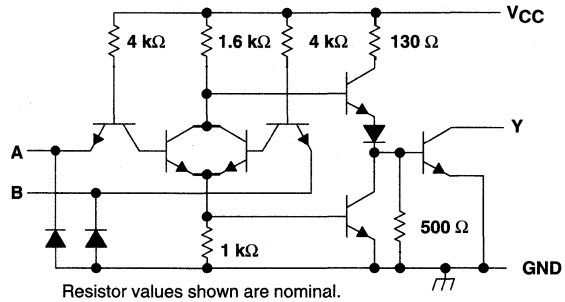 VCC
4 kΩ
1.6 kΩ
4 kΩ
130 Ω
A
Y
B
500 Ω
1 kΩ
GND
Resistor values shown are nominal.